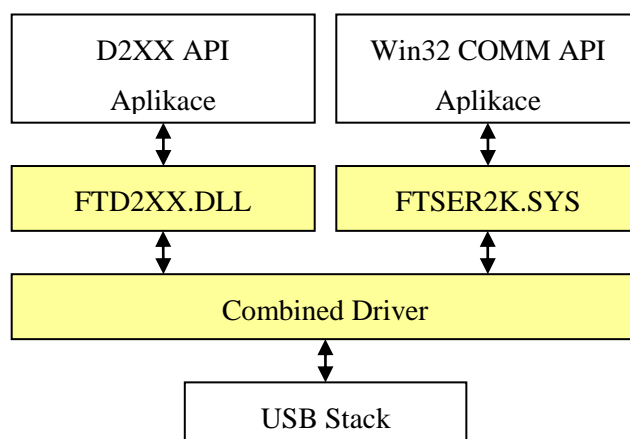 D2XX API
Aplikace
Win32 COMM API
Aplikace
FTD2XX.DLL
FTSER2K.SYS
Combined Driver
USB Stack